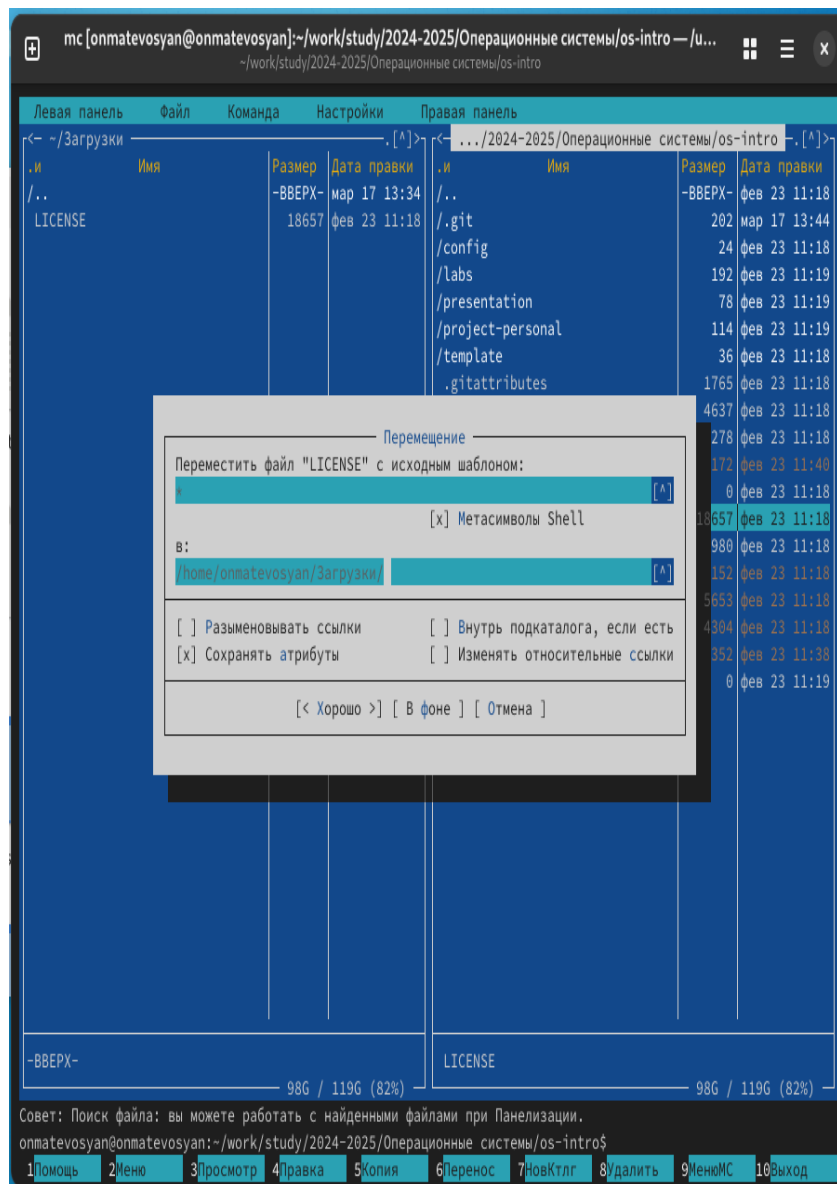 mc [onmatevosyan@onmatevosyan]:~/work/study/2024-2025/Операционные системы/os-intro — /u...
~/work/study/2024-2025/Операционные системы/os-intro
Левая панель Файл Команда Настройки Правая панель
<- ~/Загрузки .[^]> <- .../2024-2025/Операционные системы/os-intro .[^]>
.и Имя Размер Дата правки .и Имя Размер Дата правки
/.. -ВВЕРХ- мар 17 13:34 /.. -ВВЕРХ- фев 23 11:18
LICENSE 18657 фев 23 11:18 /.git 202 мар 17 13:44
/config 24 фев 23 11:18
/labs 192 фев 23 11:19
/presentation 78 фев 23 11:19
/project-personal 114 фев 23 11:19
/template 36 фев 23 11:18
.gitattributes 1765 фев 23 11:18
4637 фев 23 11:18
Перемещение 278 фев 23 11:18
Переместить файл "LICENSE" с исходным шаблоном: 172 фев 23 11:40
* [^] 0 фев 23 11:18
[x] Метасимволы Shell 18657 фев 23 11:18
в: 980 фев 23 11:18
/home/onmatevosyan/Загрузки/ [^] 152 фев 23 11:18
5653 фев 23 11:18
[ ] Разыменовывать ссылки [ ] Внутрь подкаталога, если есть 4304 фев 23 11:18
[x] Сохранять атрибуты [ ] Изменять относительные ссылки 352 фев 23 11:38
0 фев 23 11:19
[< Хорошо >] [ В фоне ] [ Отмена ]
-ВВЕРХ- LICENSE
98G / 119G (82%) 98G / 119G (82%)
Совет: Поиск файла: вы можете работать с найденными файлами при Панелизации.
onmatevosyan@onmatevosyan:~/work/study/2024-2025/Операционные системы/os-intro$
1Помощь 2Меню 3Просмотр 4Правка 5Копия 6Перенос 7НовКтлг 8Удалить 9МенюМС 10Выход